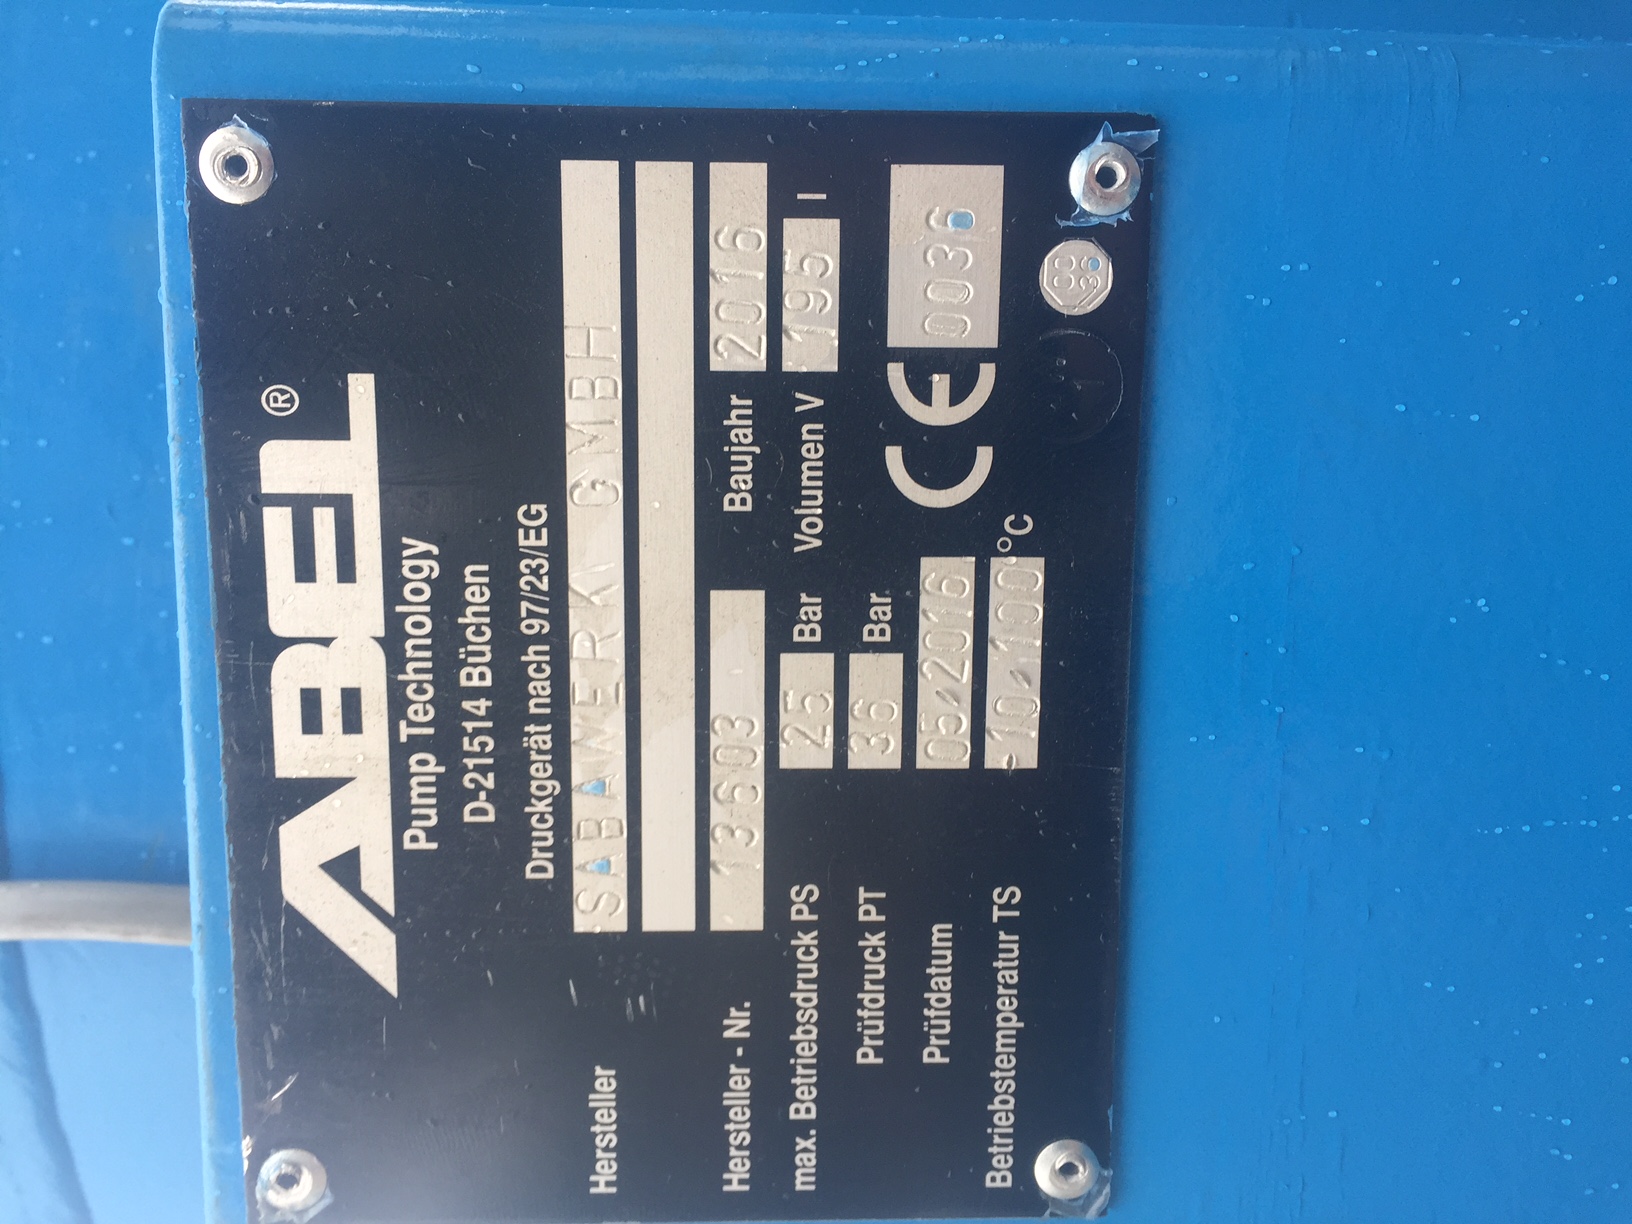 ABEL®
Pump Technology
D-21514 Büchen
Druckgerät nach 97/23/EG
Hersteller SABAWERK GMBH
Hersteller - Nr. 13603 Baujahr 2016
max. Betriebsdruck PS 25 Bar Volumen V 195 l
Prüfdruck PT 36 Bar
Prüfdatum 05.2016 CE 0036
Betriebstemperatur TS -10.100 °C
00
36